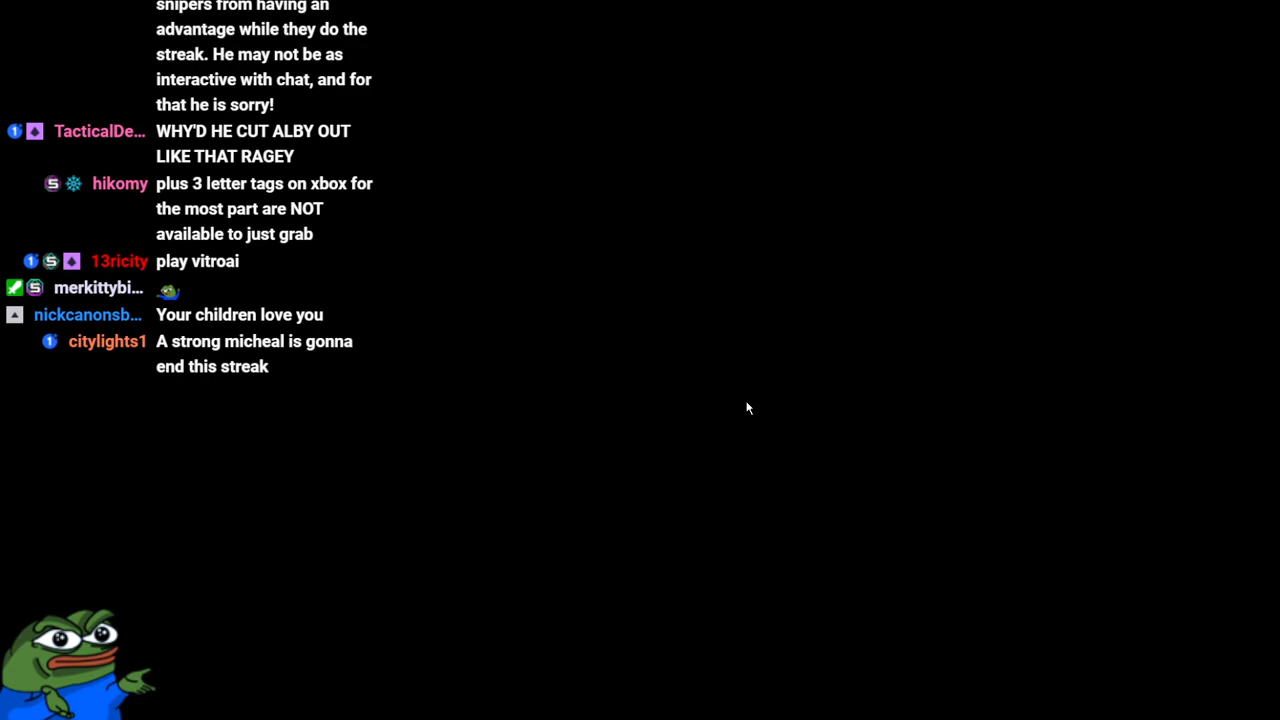 snipers from having an
advantage while they do the
streak. He may not be as
interactive with chat, and for
that he is sorry!
TacticalDe... WHY'D HE CUT ALBY OUT
LIKE THAT RAGEY
hikomy plus 3 letter tags on xbox for
the most part are NOT
available to just grab
13ricity play vitroai
merkittybi...
nickcanonsb... Your children love you
citylights1 A strong micheal is gonna
end this streak